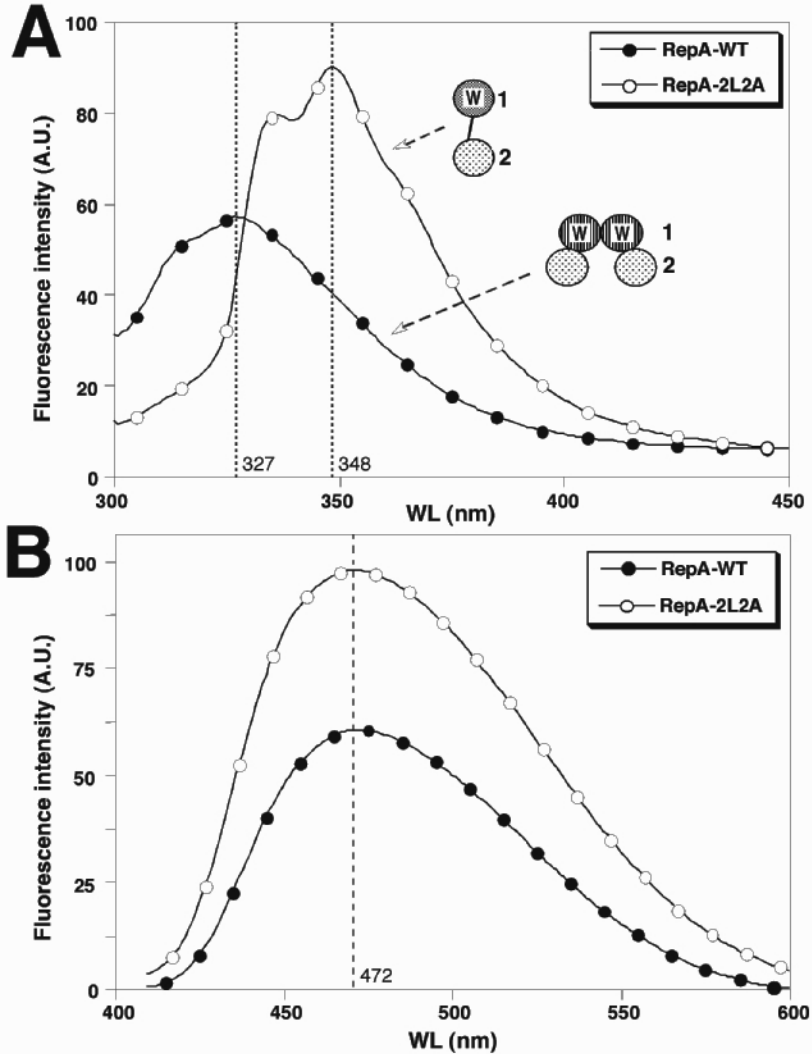 A
100
80
60
40
20
0
Fluorescence intensity (A.U.)
RepA-WT
RepA-2L2A
W 1
2
W W 1
2
327
348
300
350
400
450
WL (nm)
B
100
75
50
25
0
Fluorescence intensity (A.U.)
RepA-WT
RepA-2L2A
472
400
450
500
550
600
WL (nm)